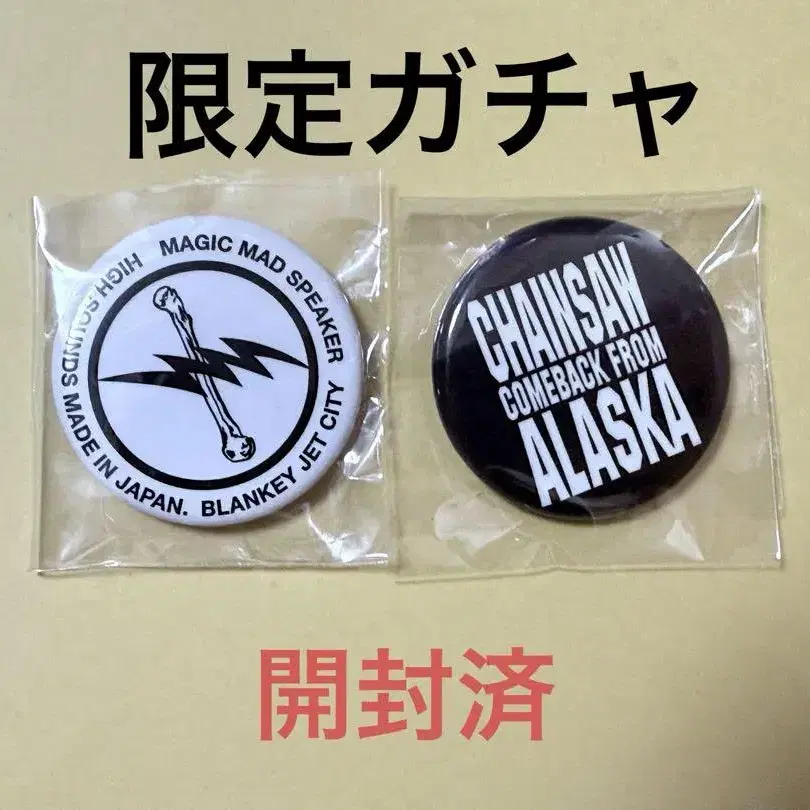 限定ガチャ
MAGIC MAD SPEAKER
HIGH SOUNDS MADE IN JAPAN. BLANKEY JET CITY
CHAINSAW
COMEBACK FROM
ALASKA
開封済